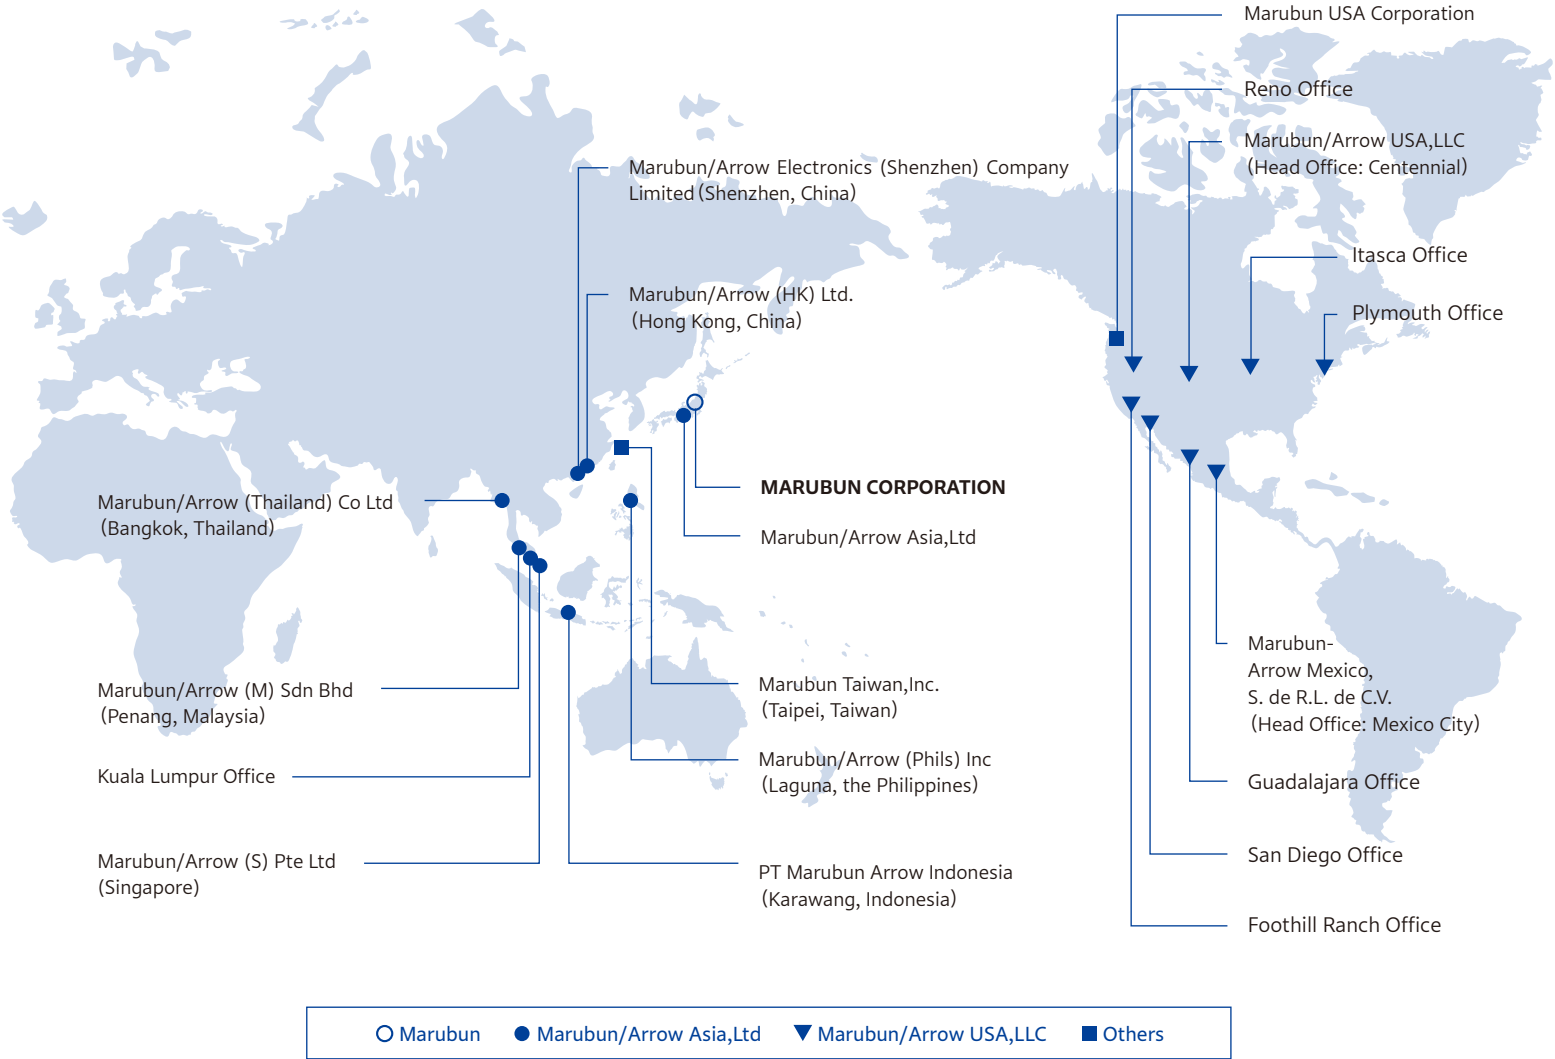 Marubun USA Corporation
Reno Office
Marubun/Arrow USA,LLC
(Head Office: Centennial)
Marubun/Arrow Electronics (Shenzhen) Company
Limited (Shenzhen, China)
Itasca Office
Marubun/Arrow (HK) Ltd.
(Hong Kong, China)
Plymouth Office
MARUBUN CORPORATION
Marubun/Arrow (Thailand) Co Ltd
(Bangkok, Thailand)
Marubun/Arrow Asia,Ltd
Marubun-
Arrow Mexico,
S. de R.L. de C.V.
(Head Office: Mexico City)
Marubun/Arrow (M) Sdn Bhd
(Penang, Malaysia)
Marubun Taiwan,Inc.
(Taipei, Taiwan)
Kuala Lumpur Office
Marubun/Arrow (Phils) Inc
(Laguna, the Philippines)
Guadalajara Office
Marubun/Arrow (S) Pte Ltd
(Singapore)
PT Marubun Arrow Indonesia
(Karawang, Indonesia)
San Diego Office
Foothill Ranch Office
Marubun Marubun/Arrow Asia,Ltd Marubun/Arrow USA,LLC Others